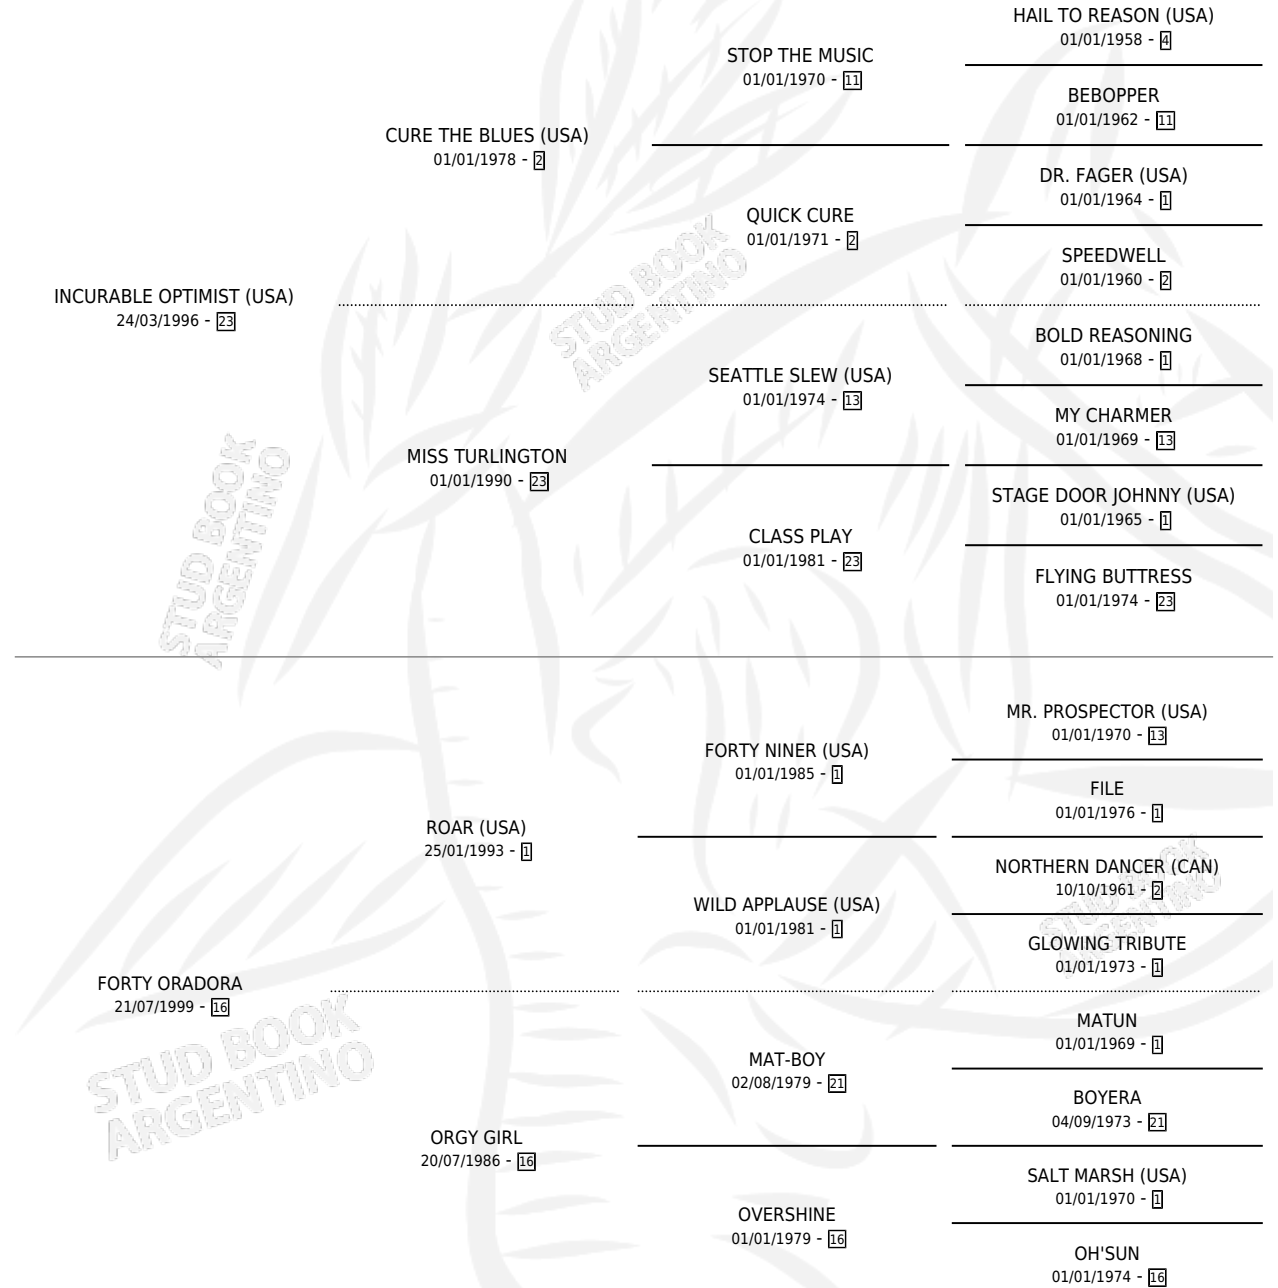 HAIL TO REASON (USA)
01/01/1958 - 4
STOP THE MUSIC
01/01/1970 - 11
BEBOPPER
01/01/1962 - 11
CURE THE BLUES (USA)
01/01/1978 - 2
DR. FAGER (USA)
01/01/1964 - 1
QUICK CURE
01/01/1971 - 2
SPEEDWELL
01/01/1960 - 2
INCURABLE OPTIMIST (USA)
24/03/1996 - 23
BOLD REASONING
01/01/1968 - 1
SEATTLE SLEW (USA)
01/01/1974 - 13
MY CHARMER
01/01/1969 - 13
MISS TURLINGTON
01/01/1990 - 23
STAGE DOOR JOHNNY (USA)
01/01/1965 - 1
CLASS PLAY
01/01/1981 - 23
FLYING BUTTRESS
01/01/1974 - 23
MR. PROSPECTOR (USA)
01/01/1970 - 13
FORTY NINER (USA)
01/01/1985 - 1
FILE
01/01/1976 - 1
ROAR (USA)
25/01/1993 - 1
NORTHERN DANCER (CAN)
10/10/1961 - 2
WILD APPLAUSE (USA)
01/01/1981 - 1
GLOWING TRIBUTE
01/01/1973 - 1
FORTY ORADORA
21/07/1999 - 16
MATUN
01/01/1969 - 1
MAT-BOY
02/08/1979 - 21
BOYERA
04/09/1973 - 21
ORGY GIRL
20/07/1986 - 16
SALT MARSH (USA)
01/01/1970 - 1
OVERSHINE
01/01/1979 - 16
OH'SUN
01/01/1974 - 16
STUD BOOK
ARGENTINO
STUD BOOK
ARGENTINO
STUD BOOK
ARGENTINO
STUD BOOK
ARGENTINO